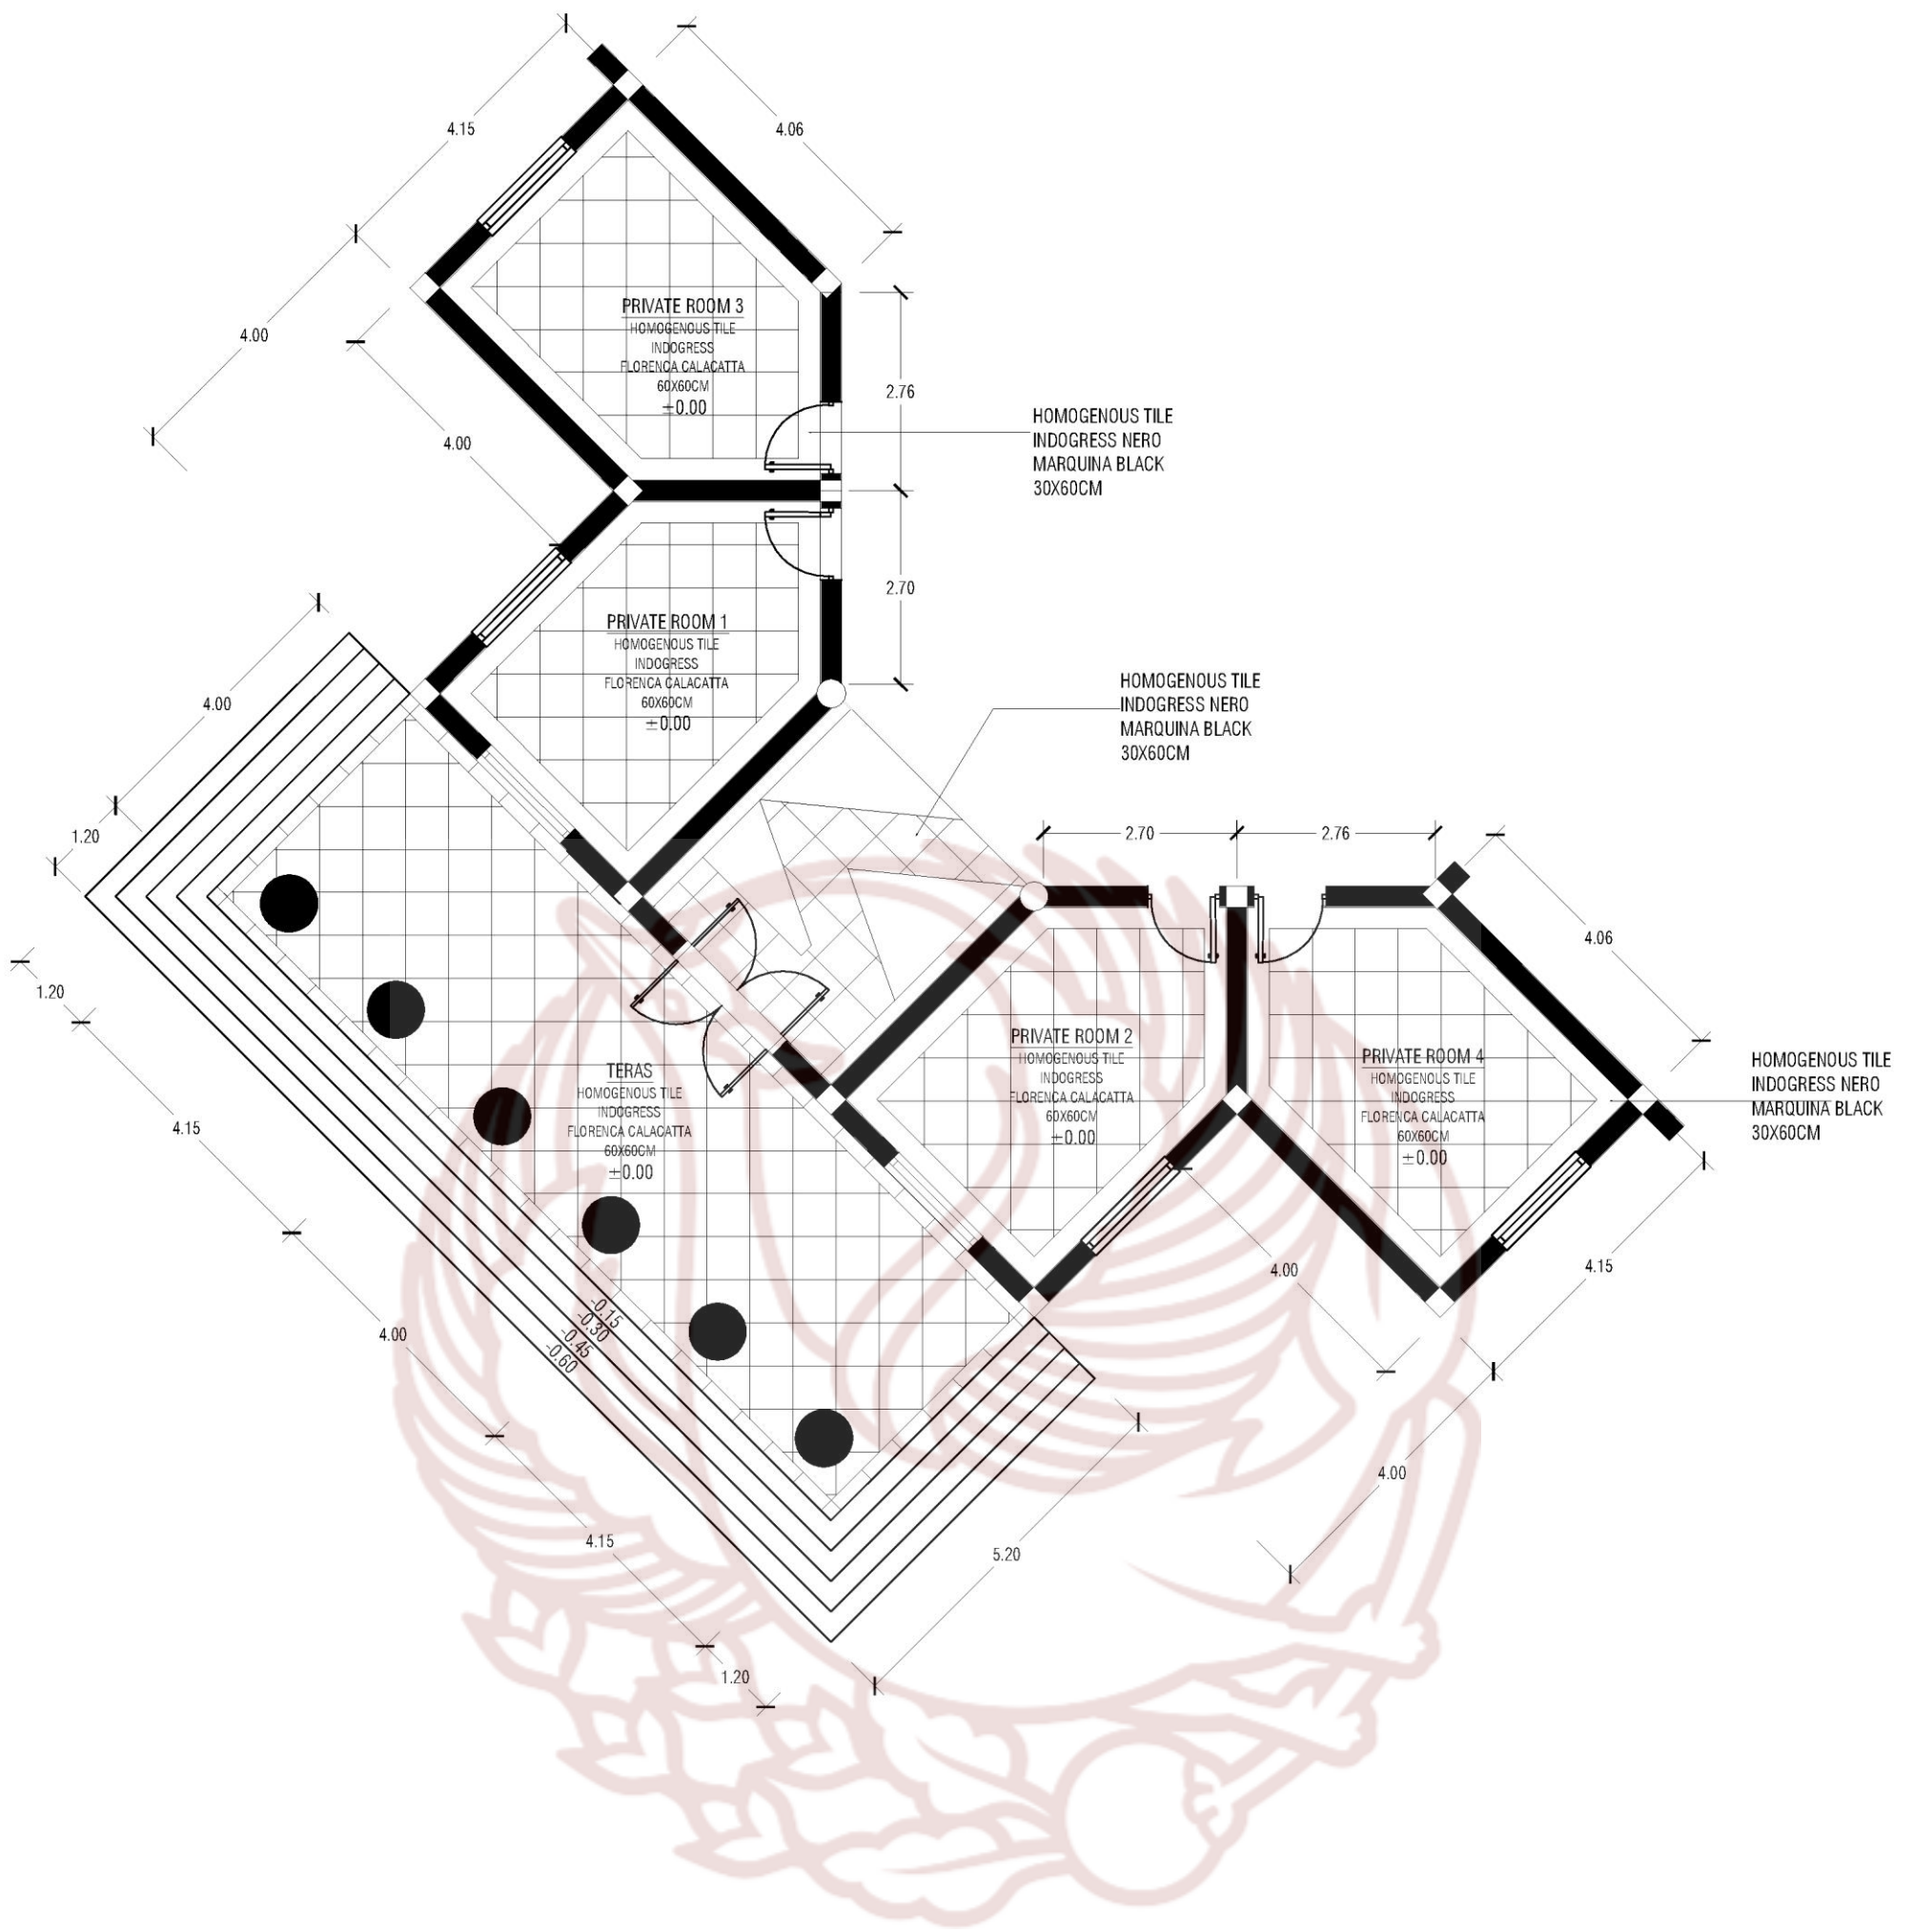 4.15
4.06
4.00
PRIVATE ROOM 3
HOMOGENOUS TILE
INDOGRESS
FLORENCA CALACATTA
60X60CM
±0.00
2.76
HOMOGENOUS TILE
INDOGRESS NERO
MARQUINA BLACK
30X60CM
4.00
2.70
PRIVATE ROOM 1
HOMOGENOUS TILE
INDOGRESS
FLORENCA CALACATTA
60X60CM
±0.00
4.00
HOMOGENOUS TILE
INDOGRESS NERO
MARQUINA BLACK
30X60CM
1.20
2.70
2.76
4.06
1.20
PRIVATE ROOM 2
HOMOGENOUS TILE
INDOGRESS
FLORENCA CALACATTA
60X60CM
±0.00
PRIVATE ROOM 4
HOMOGENOUS TILE
INDOGRESS
FLORENCA CALACATTA
60X60CM
±0.00
HOMOGENOUS TILE
INDOGRESS NERO
MARQUINA BLACK
30X60CM
TERAS
HOMOGENOUS TILE
INDOGRESS
FLORENCA CALACATTA
60X60CM
±0.00
4.15
4.00
4.15
-0.15
-0.30
-0.45
-0.60
4.00
4.00
4.15
5.20
1.20